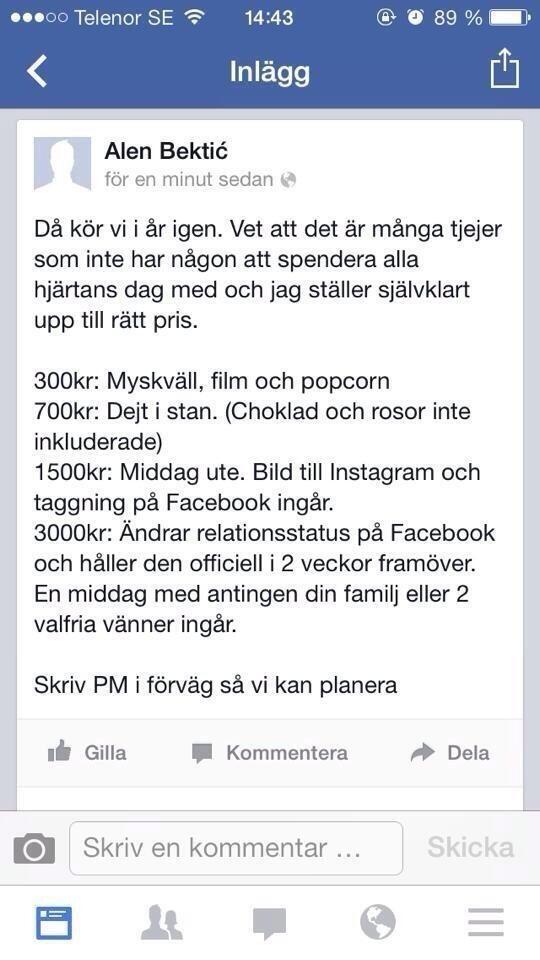 Telenor SE 14:43 89 %
Inlägg
Alen Bektić
för en minut sedan
Då kör vi i år igen. Vet att det är många tjejer
som inte har någon att spendera alla
hjärtans dag med och jag ställer självklart
upp till rätt pris.
300kr: Myskväll, film och popcorn
700kr: Dejt i stan. (Choklad och rosor inte
inkluderade)
1500kr: Middag ute. Bild till Instagram och
taggning på Facebook ingår.
3000kr: Ändrar relationsstatus på Facebook
och håller den officiell i 2 veckor framöver.
En middag med antingen din familj eller 2
valfria vänner ingår.
Skriv PM i förväg så vi kan planera
Gilla Kommentera Dela
Skriv en kommentar ... Skicka